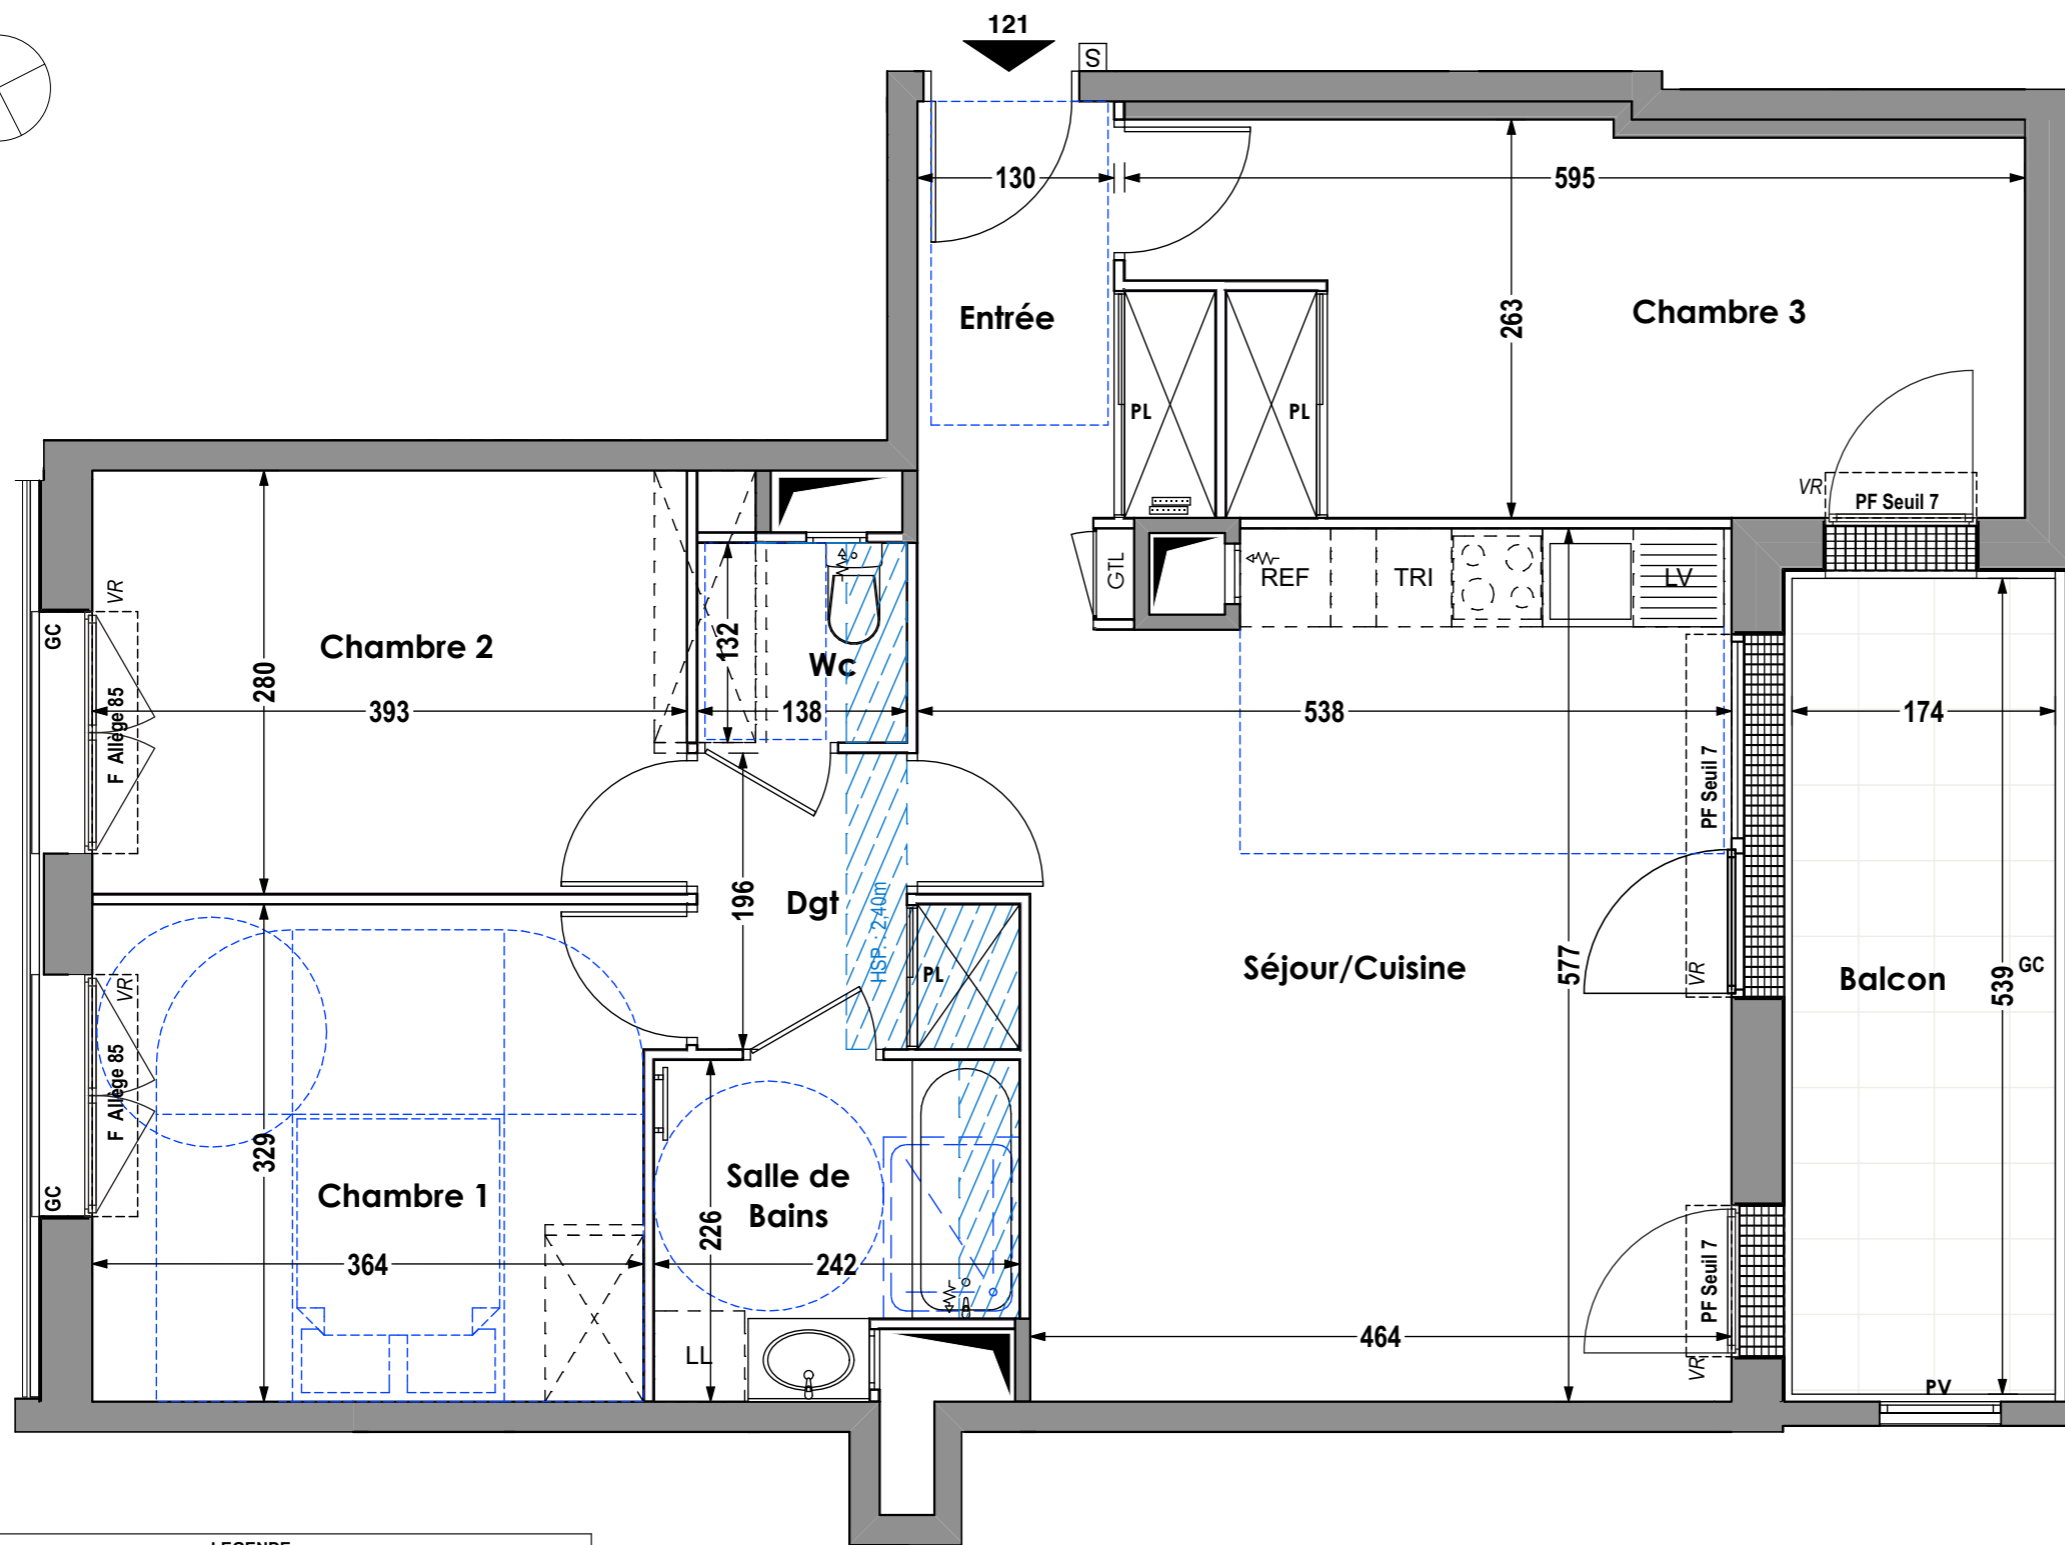 121
S
130
595
Entrée
263
Chambre 3
PL
PL
VR
PF Seuil 7
GTL
REF
TRI
LV
VR
GC
Chambre 2
132
Wc
280
393
138
538
174
F Allège 85
PF Seuil 7
196
Dgt
HSP. : 2,40m
PL
Séjour/Cuisine
577
VR
Balcon
539
GC
VR
F Allège 85
329
Chambre 1
Salle de
Bains
226
364
242
GC
PF Seuil 7
464
LL
VR
PV
LEGENDE